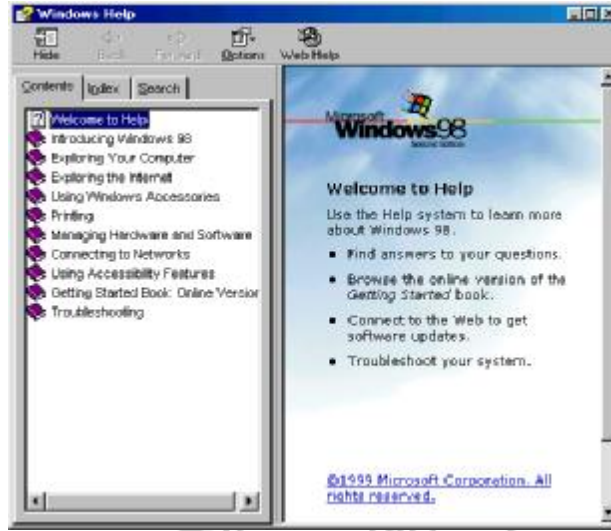 Windows Help
Hide Back Forward Options Web Help
Contents Index Search
Welcome to Help
Introducing Windows 98
Exploring Your Computer
Exploring the Internet
Using Windows Accessories
Printing
Managing Hardware and Software
Connecting to Networks
Using Accessibility Features
Getting Started Book: Online Version
Troubleshooting
Microsoft
Windows98
Second Edition
Welcome to Help
Use the Help system to learn more
about Windows 98.
• Find answers to your questions.
• Browse the online version of the
Getting Started book.
• Connect to the Web to get
software updates.
• Troubleshoot your system.
©1999 Microsoft Corporation. All
rights reserved.